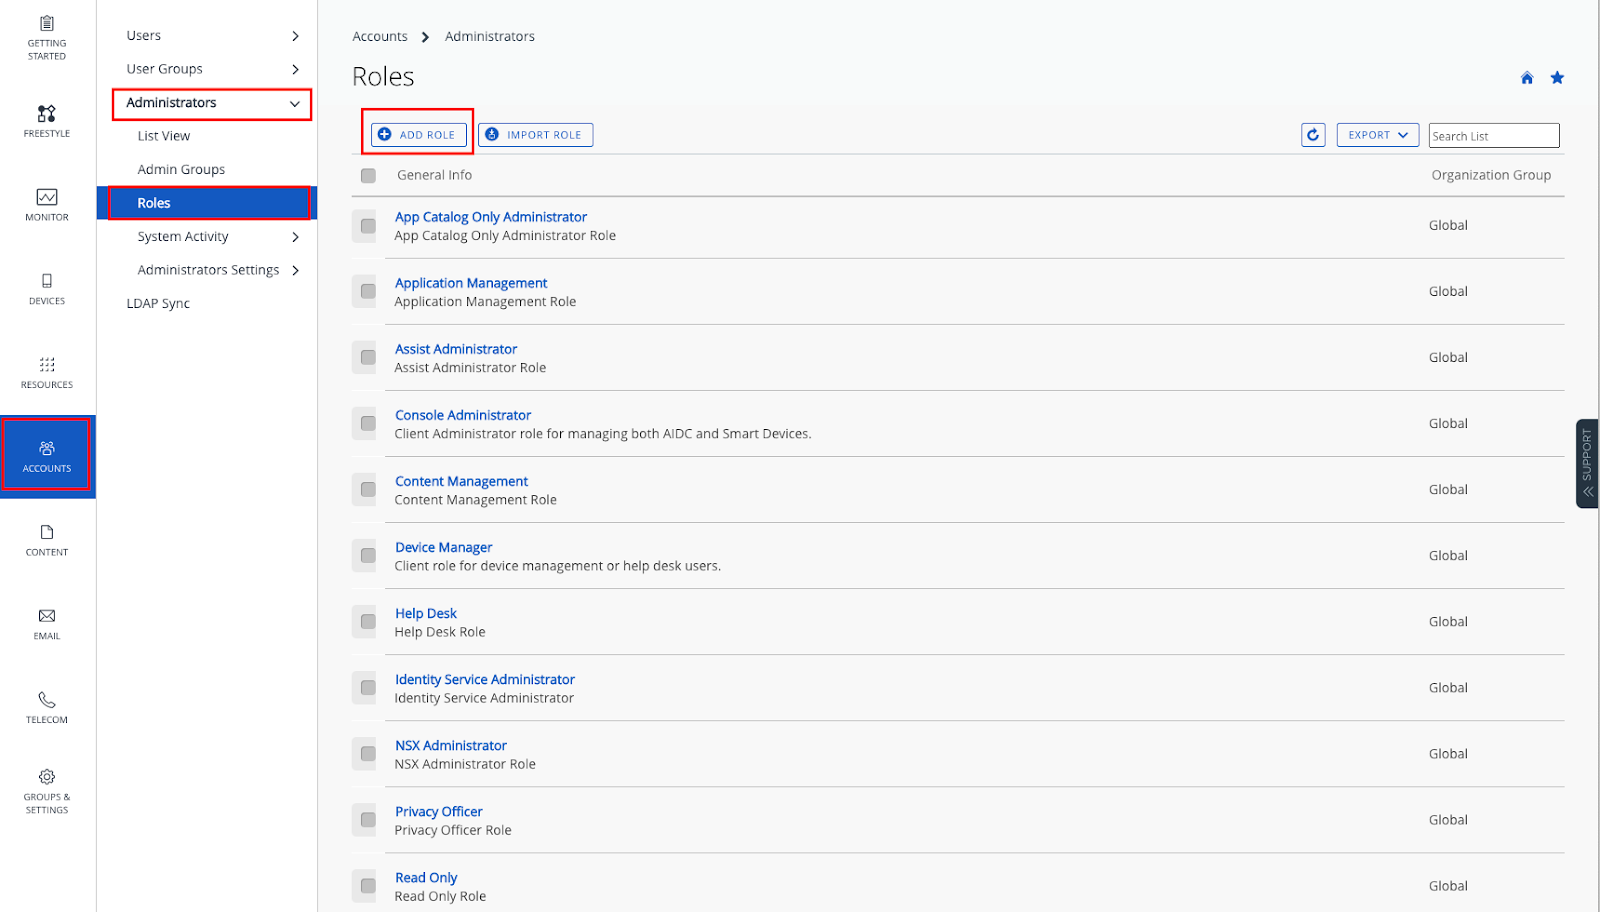 GETTING
STARTED
FREESTYLE
MONITOR
DEVICES
RESOURCES
ACCOUNTS
CONTENT
EMAIL
TELECOM
GROUPS &
SETTINGS
Users
User Groups
Administrators
List View
Admin Groups
Roles
System Activity
Administrators Settings
LDAP Sync
Accounts Administrators
Roles
ADD ROLE IMPORT ROLE EXPORT Search List
General Info Organization Group
App Catalog Only Administrator
App Catalog Only Administrator Role Global
Application Management
Application Management Role Global
Assist Administrator
Assist Administrator Role Global
Console Administrator
Client Administrator role for managing both AIDC and Smart Devices. Global
Content Management
Content Management Role Global
Device Manager
Client role for device management or help desk users. Global
Help Desk
Help Desk Role Global
Identity Service Administrator
Identity Service Administrator Global
NSX Administrator
NSX Administrator Role Global
Privacy Officer
Privacy Officer Role Global
Read Only
Read Only Role Global
SUPPORT